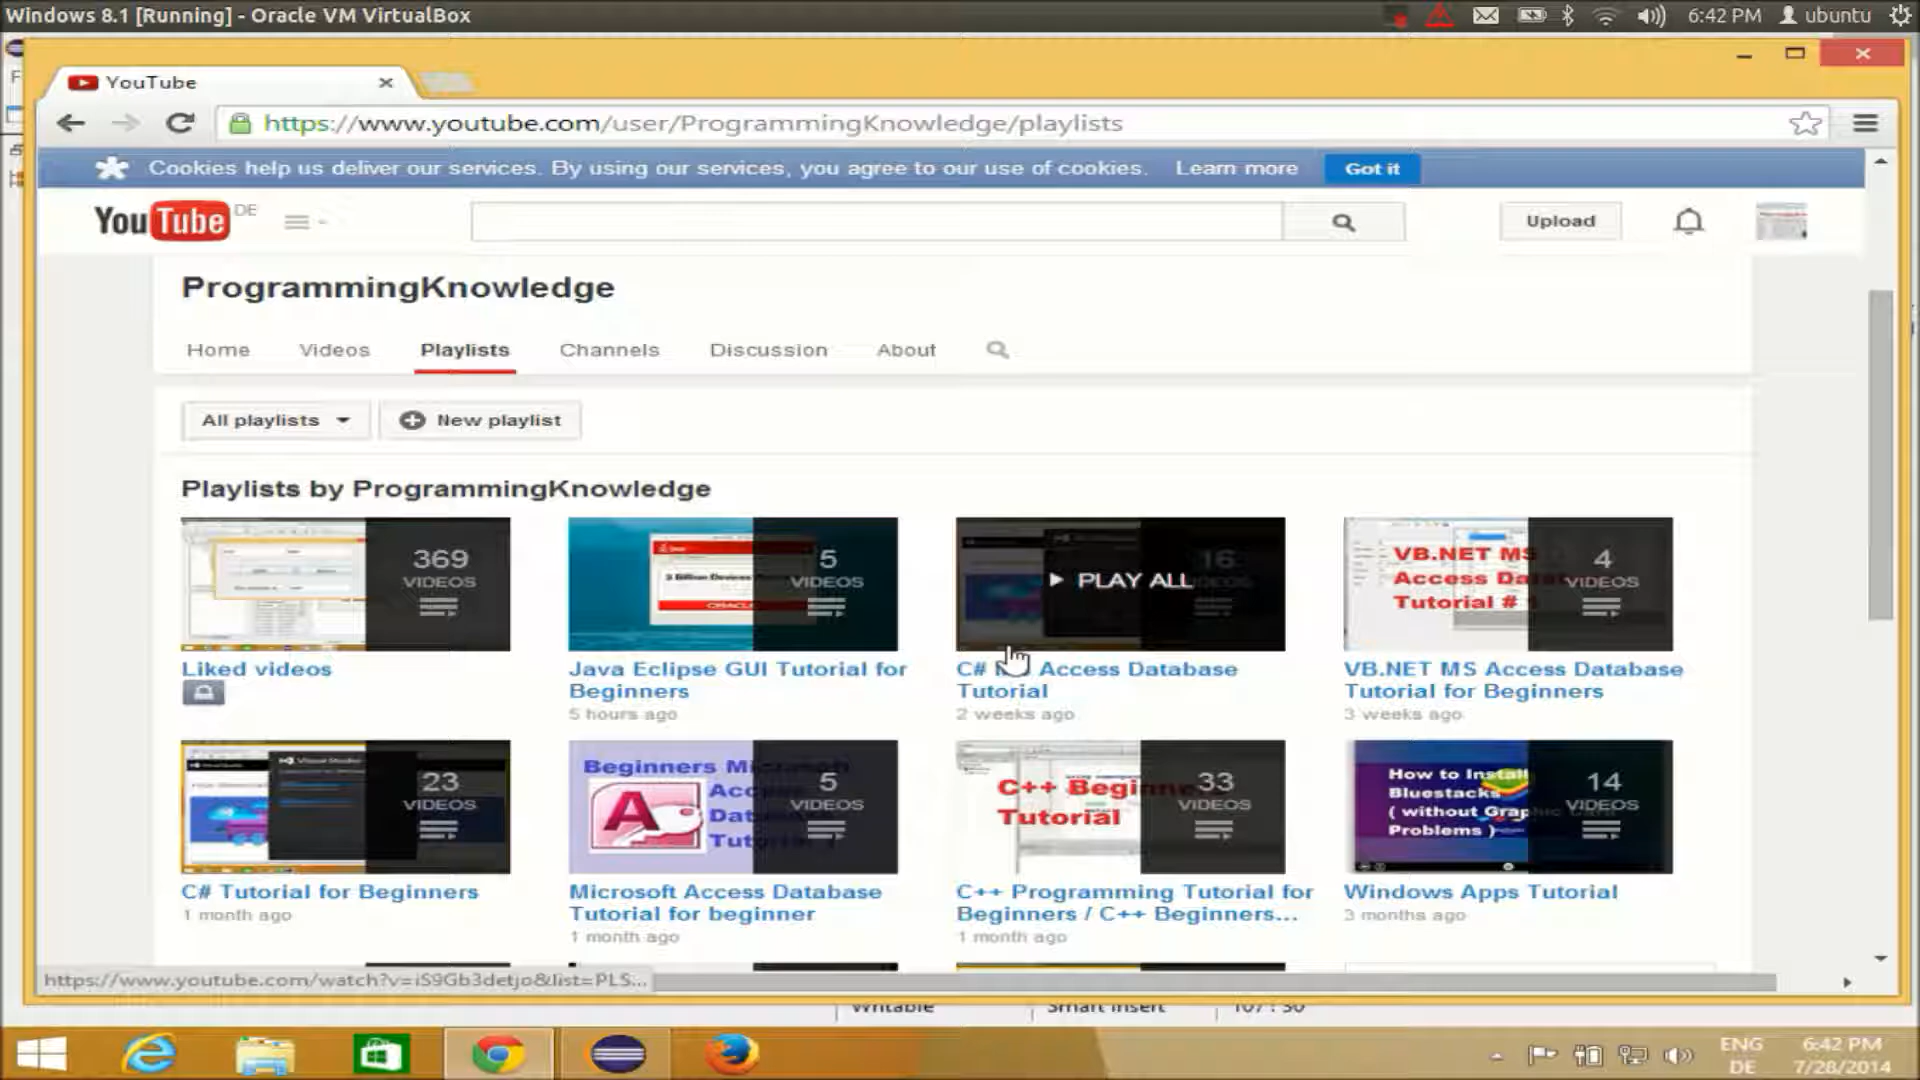 Windows 8.1 [Running] - Oracle VM VirtualBox
6:42 PM ubuntu
YouTube
https://www.youtube.com/user/ProgrammingKnowledge/playlists
Cookies help us deliver our services. By using our services, you agree to our use of cookies. Learn more Got it
YouTube DE
Upload
ProgrammingKnowledge
Home Videos Playlists Channels Discussion About
All playlists New playlist
Playlists by ProgrammingKnowledge
369 VIDEOS
5 VIDEOS
PLAY ALL
16 VIDEOS
VB.NET MS
Access
Tutorial #
4 VIDEOS
Liked videos
Java Eclipse GUI Tutorial for
Beginners
5 hours ago
C# Access Database
Tutorial
2 weeks ago
VB.NET MS Access Database
Tutorial for Beginners
3 weeks ago
23 VIDEOS
Beginners
5 VIDEOS
C++
Tutorial
33 VIDEOS
How to Install
Bluestacks
( without
Problems )
14 VIDEOS
C# Tutorial for Beginners
1 month ago
Microsoft Access Database
Tutorial for beginner
1 month ago
C++ Programming Tutorial for
Beginners / C++ Beginners...
1 month ago
Windows Apps Tutorial
3 months ago
https://www.youtube.com/watch?v=iS9Gb3detjo&list=PLS...
Writable Smart Insert 107 : 30
ENG 6:42 PM
DE 7/28/2014